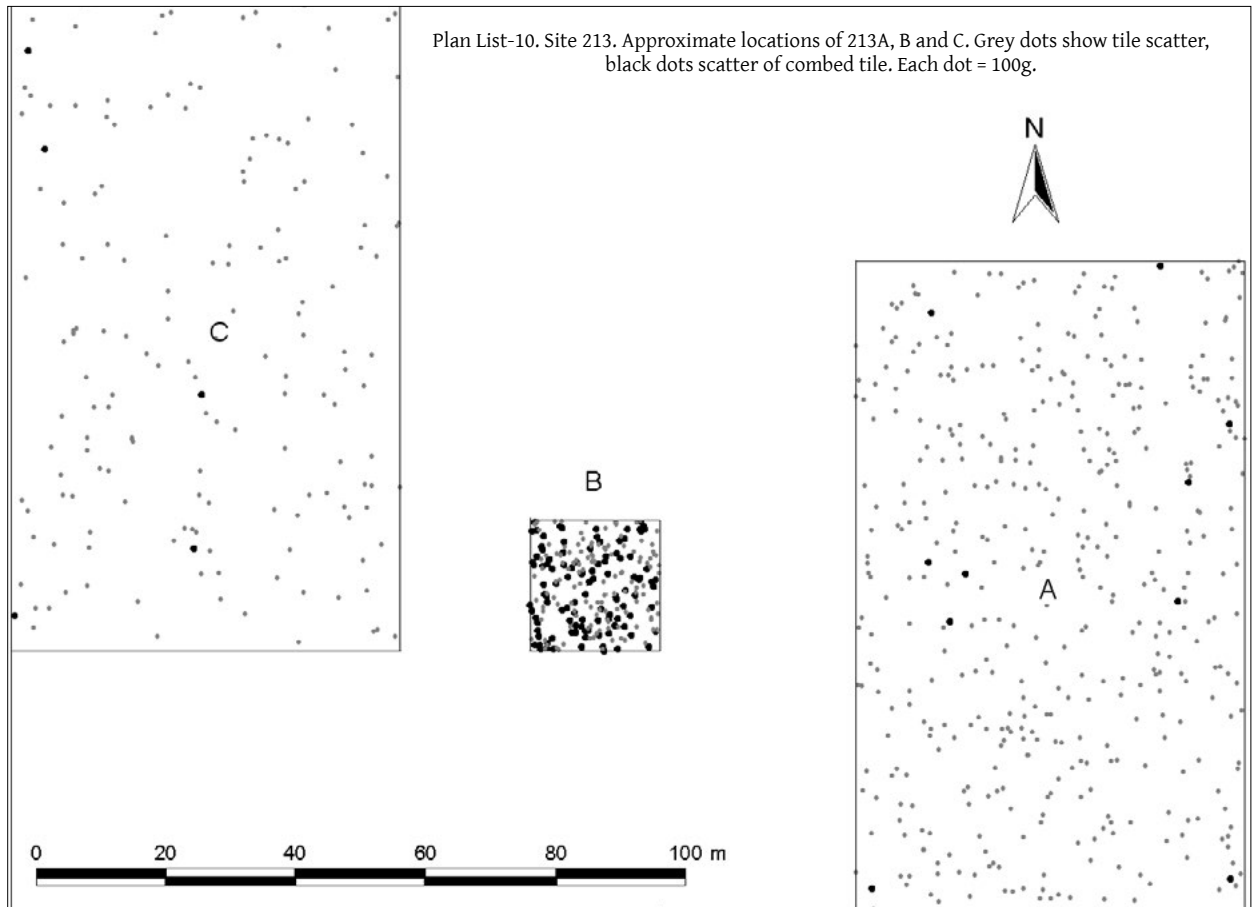 Plan List-10. Site 213. Approximate locations of 213A, B and C. Grey dots show tile scatter,
black dots scatter of combed tile. Each dot = 100g.
N
C
B
A
0 20 40 60 80 100 m